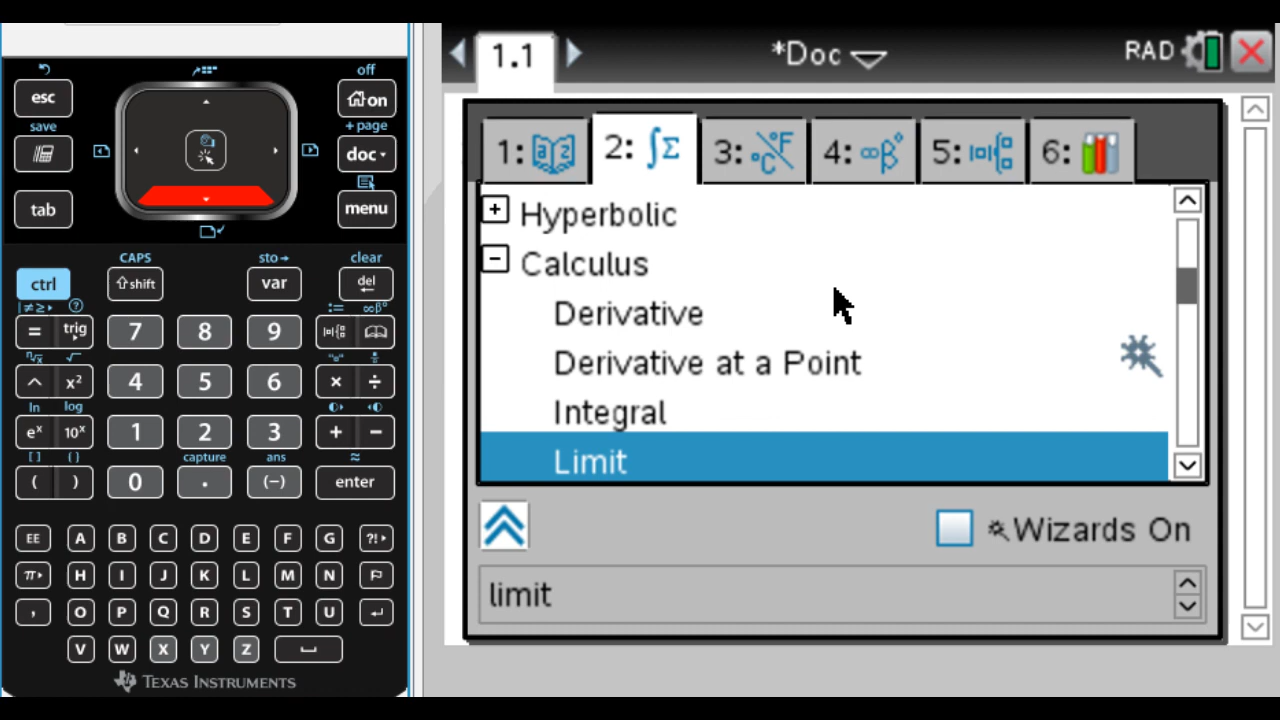 off
esc
on
save
+ page
doc
tab
menu
CAPS
sto→
clear
ctrl
⇧shift
var
del
|≠≥▸
?
:=
∞β°
=
trig
7
8
9
ⁿ√x
√
"□"
^
x²
4
5
6
×
÷
ln
log
eˣ
10ˣ
1
2
3
+
−
[ ]
{ }
capture
ans
≈
(
)
0
.
(−)
enter
EE
A
B
C
D
E
F
G
?!▸
π▸
H
I
J
K
L
M
N
,
O
P
Q
R
S
T
U
V
W
X
Y
Z
TEXAS INSTRUMENTS
1.1
*Doc
RAD
1:
2: ∫Σ
3: °C °F
4: ∞β°
5:
6:
Hyperbolic
Calculus
Derivative
Derivative at a Point
Integral
Limit
Wizards On
limit